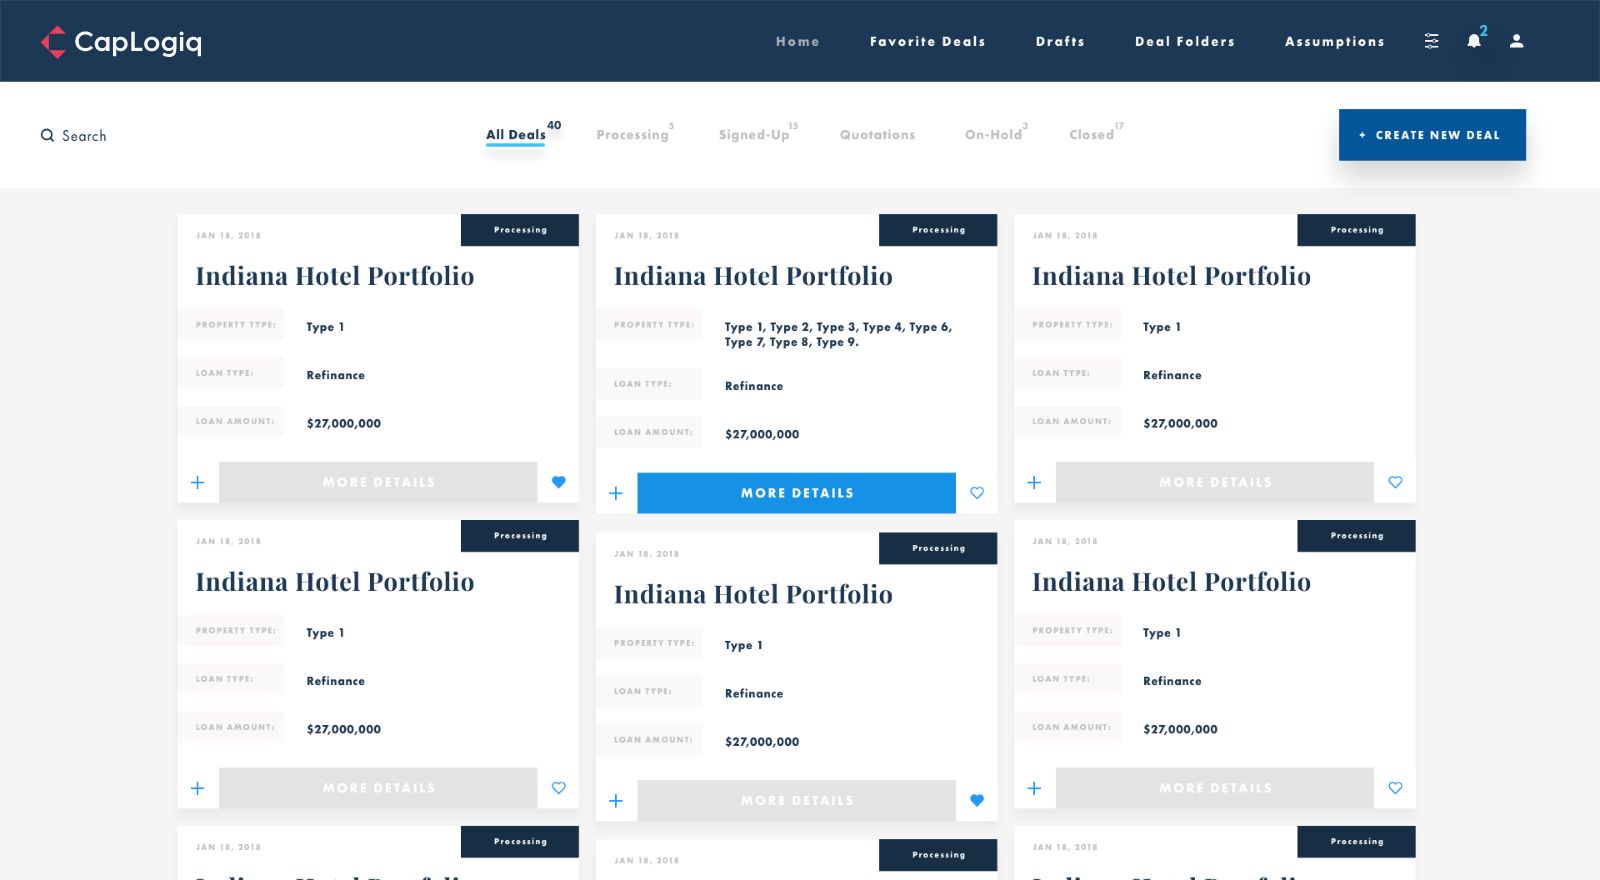 CapLogiq
Home
Favorite Deals
Drafts
Deal Folders
Assumptions
2
Search
All Deals 40
Processing 5
Signed-Up 15
Quotations
On-Hold 3
Closed 17
+ CREATE NEW DEAL
JAN 18, 2018
Processing
Indiana Hotel Portfolio
PROPERTY TYPE: Type 1
LOAN TYPE: Refinance
LOAN AMOUNT: $27,000,000
MORE DETAILS
JAN 18, 2018
Processing
Indiana Hotel Portfolio
PROPERTY TYPE: Type 1, Type 2, Type 3, Type 4, Type 6,
Type 7, Type 8, Type 9.
LOAN TYPE: Refinance
LOAN AMOUNT: $27,000,000
MORE DETAILS
JAN 18, 2018
Processing
Indiana Hotel Portfolio
PROPERTY TYPE: Type 1
LOAN TYPE: Refinance
LOAN AMOUNT: $27,000,000
MORE DETAILS
JAN 18, 2018
Processing
Indiana Hotel Portfolio
PROPERTY TYPE: Type 1
LOAN TYPE: Refinance
LOAN AMOUNT: $27,000,000
MORE DETAILS
JAN 18, 2018
Processing
Indiana Hotel Portfolio
PROPERTY TYPE: Type 1
LOAN TYPE: Refinance
LOAN AMOUNT: $27,000,000
MORE DETAILS
JAN 18, 2018
Processing
Indiana Hotel Portfolio
PROPERTY TYPE: Type 1
LOAN TYPE: Refinance
LOAN AMOUNT: $27,000,000
MORE DETAILS
JAN 18, 2018
Processing
JAN 18, 2018
Processing
JAN 18, 2018
Processing